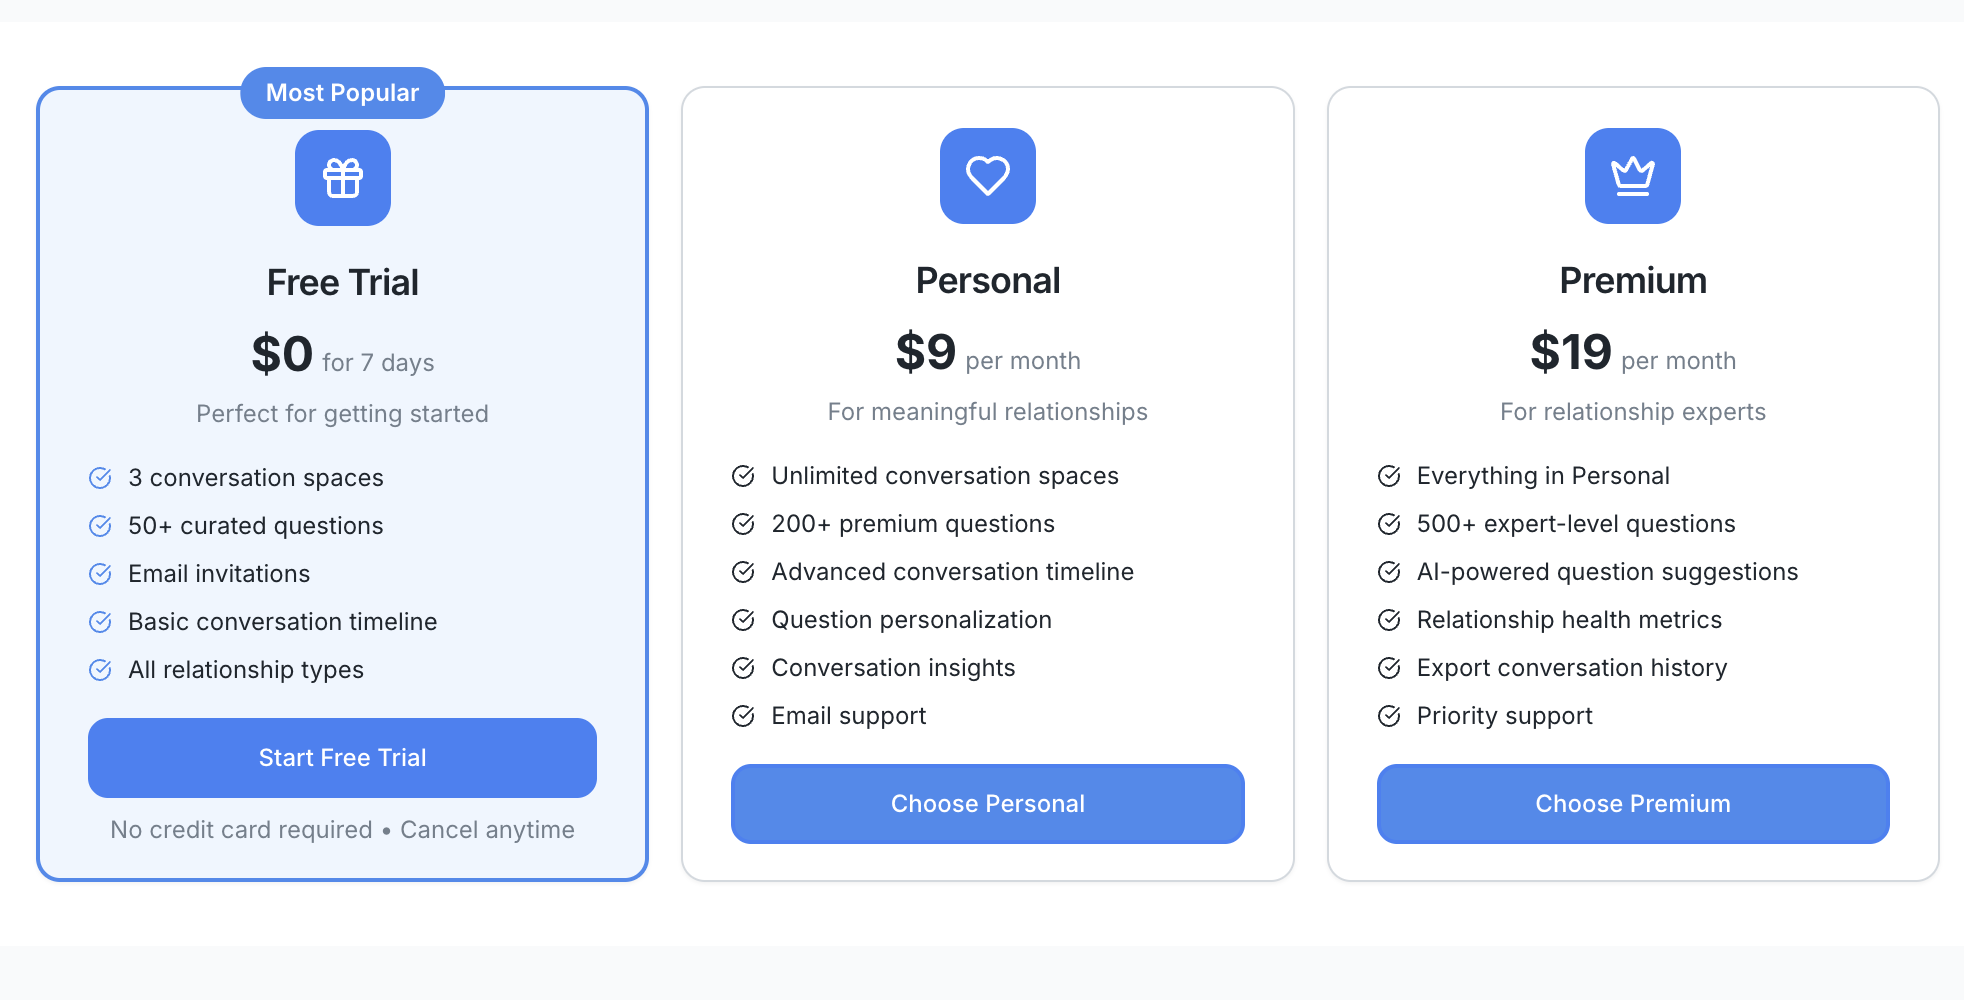 Most Popular
Free Trial
$0 for 7 days
Perfect for getting started
3 conversation spaces
50+ curated questions
Email invitations
Basic conversation timeline
All relationship types
Start Free Trial
No credit card required • Cancel anytime
Personal
$9 per month
For meaningful relationships
Unlimited conversation spaces
200+ premium questions
Advanced conversation timeline
Question personalization
Conversation insights
Email support
Choose Personal
Premium
$19 per month
For relationship experts
Everything in Personal
500+ expert-level questions
AI-powered question suggestions
Relationship health metrics
Export conversation history
Priority support
Choose Premium